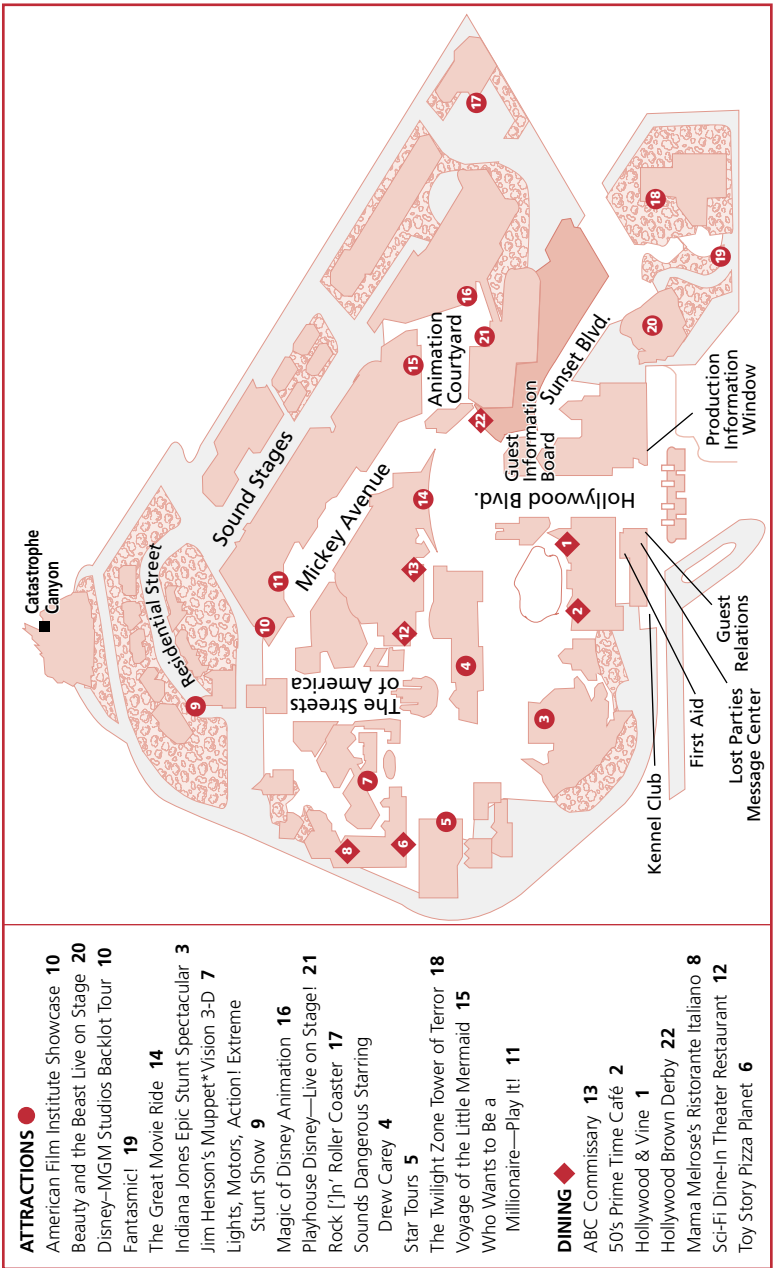 ATTRACTIONS
American Film Institute Showcase 10
Beauty and the Beast Live on Stage 20
Disney–MGM Studios Backlot Tour 10
Fantasmic! 19
The Great Movie Ride 14
Indiana Jones Epic Stunt Spectacular 3
Jim Henson's Muppet*Vision 3-D 7
Lights, Motors, Action! Extreme
Stunt Show 9
Magic of Disney Animation 16
Playhouse Disney—Live on Stage! 21
Rock [']n' Roller Coaster 17
Sounds Dangerous Starring
Drew Carey 4
Star Tours 5
The Twilight Zone Tower of Terror 18
Voyage of the Little Mermaid 15
Who Wants to Be a
Millionaire—Play It! 11
DINING
ABC Commissary 13
50's Prime Time Café 2
Hollywood & Vine 1
Hollywood Brown Derby 22
Mama Melrose's Ristorante Italiano 8
Sci-Fi Dine-In Theater Restaurant 12
Toy Story Pizza Planet 6
Catastrophe
Canyon
Residential Street
Sound Stages
Mickey Avenue
The Streets
of America
Animation
Courtyard
Guest
Information
Board
Sunset Blvd.
Hollywood Blvd.
Production
Information
Window
Guest
Relations
Lost Parties
Message Center
First Aid
Kennel Club
9
10
11
8
7
6
5
12
13
4
14
3
2
1
15
16
17
21
22
18
19
20